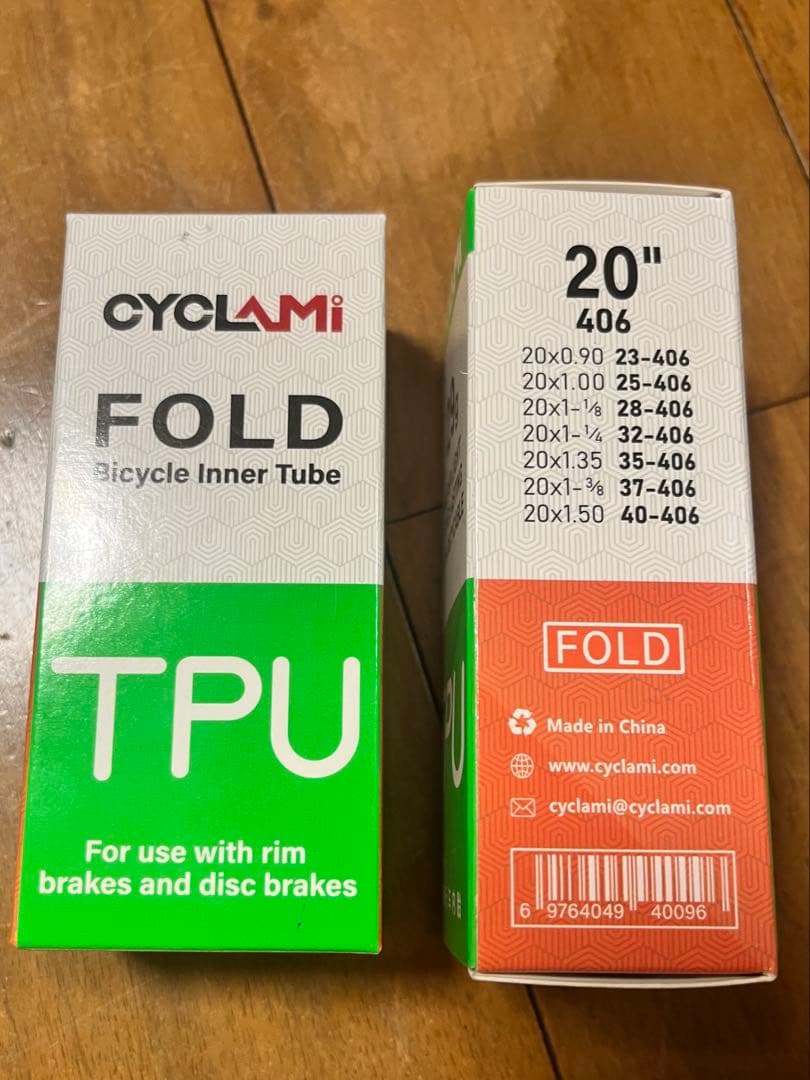 CYCLAMi
FOLD
Bicycle Inner Tube
TPU
For use with rim
brakes and disc brakes
20"
406
20x0.90 23-406
20x1.00 25-406
20x1-1/8 28-406
20x1-1/4 32-406
20x1.35 35-406
20x1-3/8 37-406
20x1.50 40-406
FOLD
Made in China
www.cyclami.com
cyclami@cyclami.com
6 9764049 40096